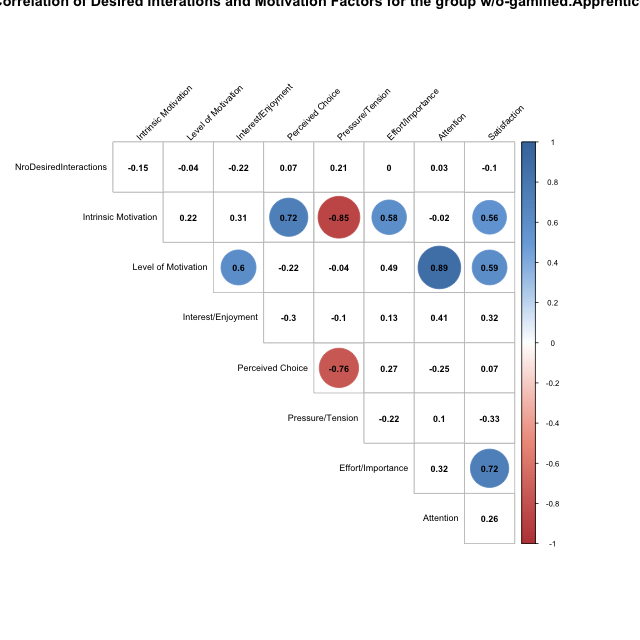 Correlation of Desired Interations and Motivation Factors for the group w/o-gamified.Apprentic
Intrinsic Motivation
Level of Motivation
Interest/Enjoyment
Perceived Choice
Pressure/Tension
Effort/Importance
Attention
Satisfaction
NroDesiredInteractions -0.15 -0.04 -0.22 0.07 0.21 0 0.03 -0.1
Intrinsic Motivation 0.22 0.31 0.72 -0.85 0.58 -0.02 0.56
Level of Motivation 0.6 -0.22 -0.04 0.49 0.89 0.59
Interest/Enjoyment -0.3 -0.1 0.13 0.41 0.32
Perceived Choice -0.76 0.27 -0.25 0.07
Pressure/Tension -0.22 0.1 -0.33
Effort/Importance 0.32 0.72
Attention 0.26
1
0.8
0.6
0.4
0.2
0
-0.2
-0.4
-0.6
-0.8
-1